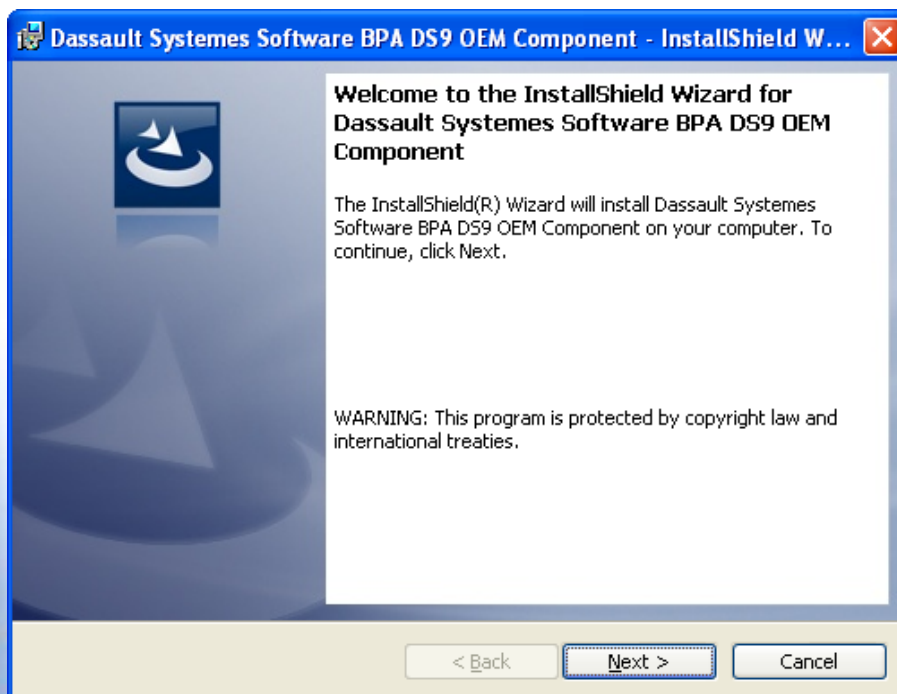 Dassault Systemes Software BPA DS9 OEM Component - InstallShield W...
Welcome to the InstallShield Wizard for
Dassault Systemes Software BPA DS9 OEM
Component
The InstallShield(R) Wizard will install Dassault Systemes
Software BPA DS9 OEM Component on your computer. To
continue, click Next.
WARNING: This program is protected by copyright law and
international treaties.
< Back
Next >
Cancel